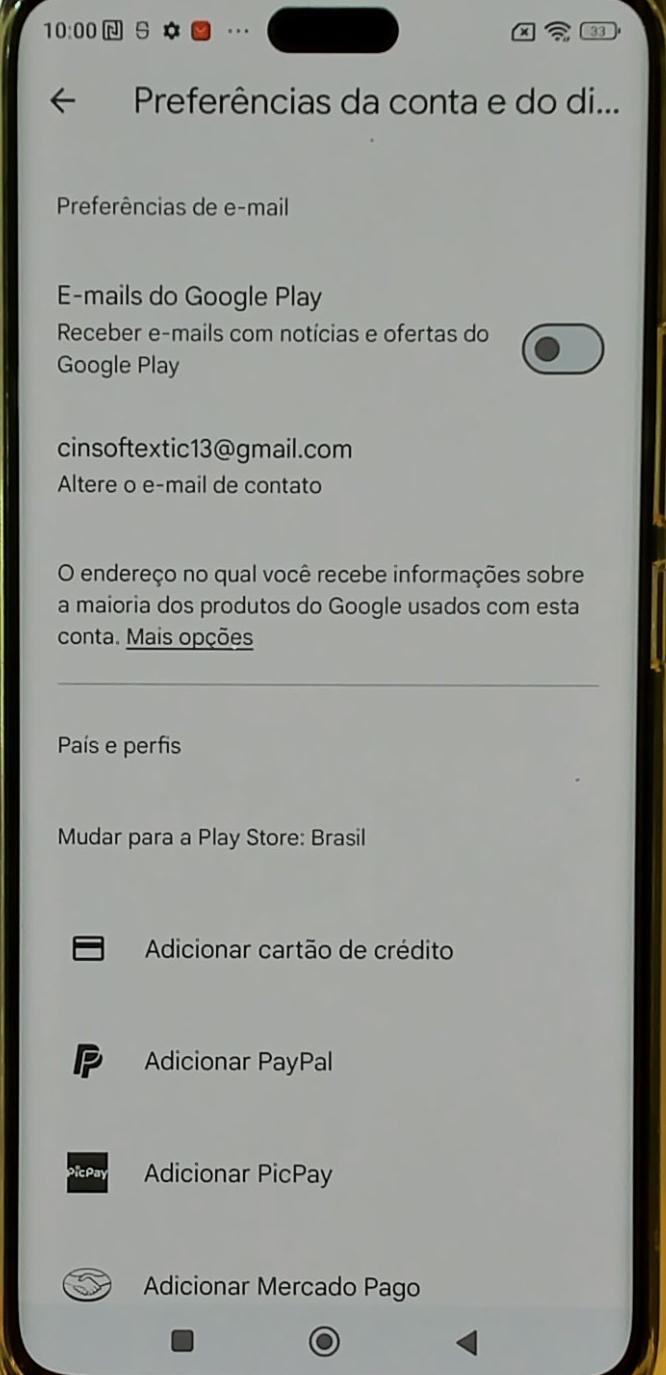 10:00
Preferências da conta e do di...
Preferências de e-mail
E-mails do Google Play
Receber e-mails com notícias e ofertas do
Google Play
cinsoftextic13@gmail.com
Altere o e-mail de contato
O endereço no qual você recebe informações sobre
a maioria dos produtos do Google usados com esta
conta. Mais opções
País e perfis
Mudar para a Play Store: Brasil
Adicionar cartão de crédito
Adicionar PayPal
PicPay
Adicionar PicPay
Adicionar Mercado Pago
33